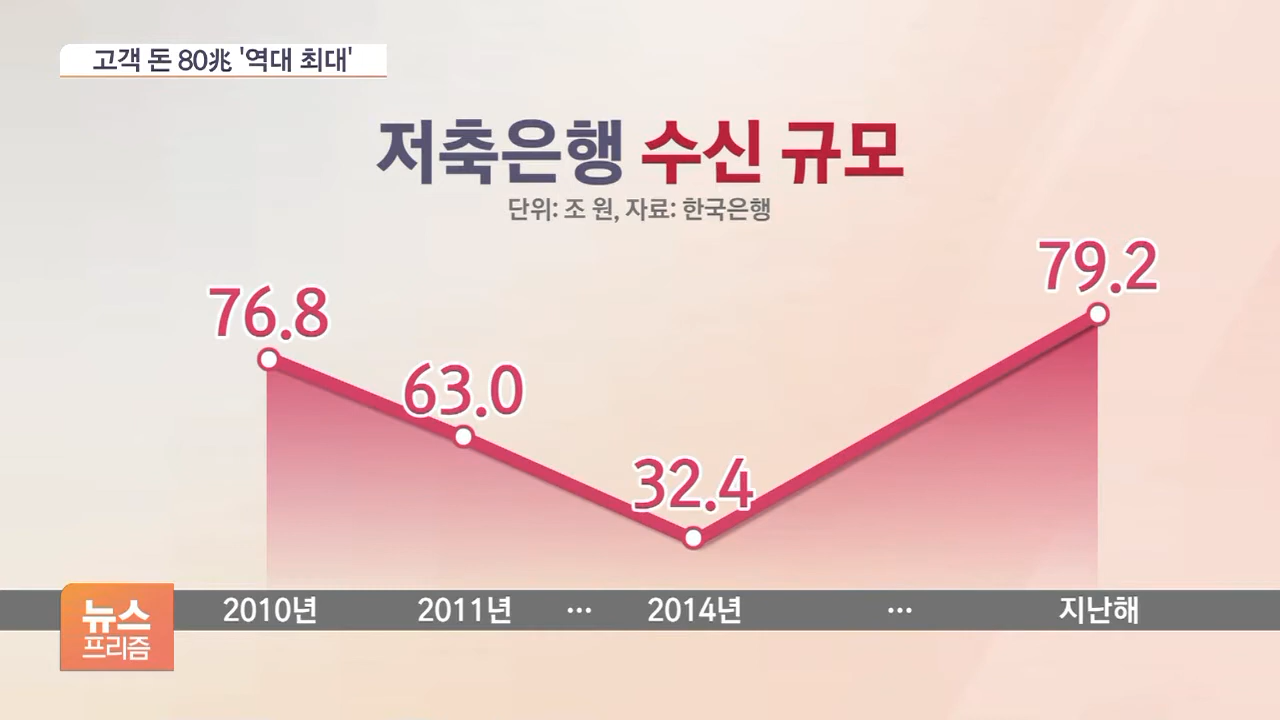 고객 돈 80兆 '역대 최대'
저축은행 수신 규모
단위: 조 원, 자료: 한국은행
76.8
63.0
32.4
79.2
2010년 2011년 ··· 2014년 ··· 지난해
뉴스
프리즘